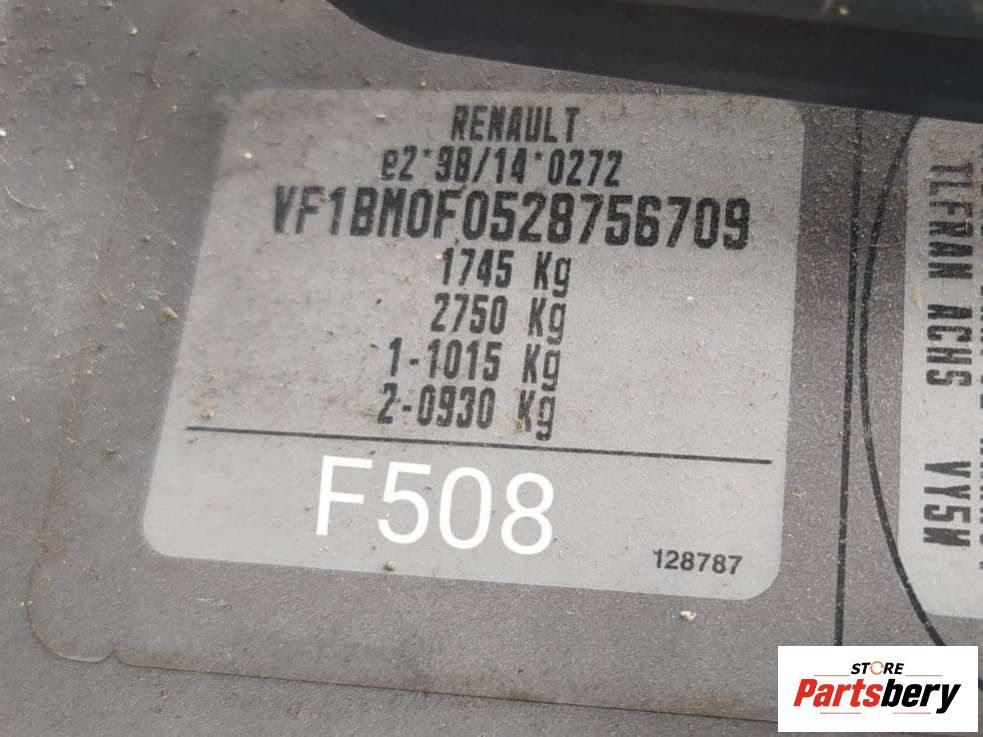 RENAULT
e2*98/14*0272
VF1BM0F0528756709
1745 Kg
2750 Kg
1-1015 Kg
2-0930 Kg
F508
128787
TLFRAN ACHS VY5M
STORE
Partsbery